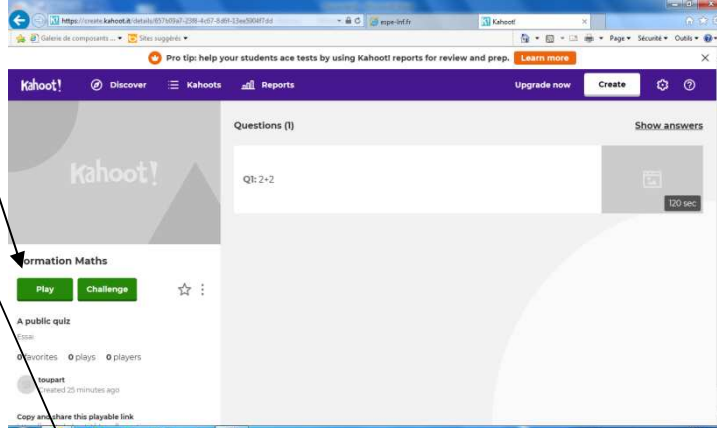 https://create.kahoot.it/details/
espe-inf.fr
Kahoot!
Galerie de composants ...
Sites suggérés
Page
Sécurité
Outils
Pro tip: help your students ace tests by using Kahoot! reports for review and prep.
Learn more
Kahoot!
Discover
Kahoots
Reports
Upgrade now
Create
Kahoot!
Questions (1)
Show answers
Q1: 2+2
120 sec
ormation Maths
Play
Challenge
A public quiz
Essai
0 favorites 0 plays 0 players
toupart
Created 25 minutes ago
Copy and share this playable link